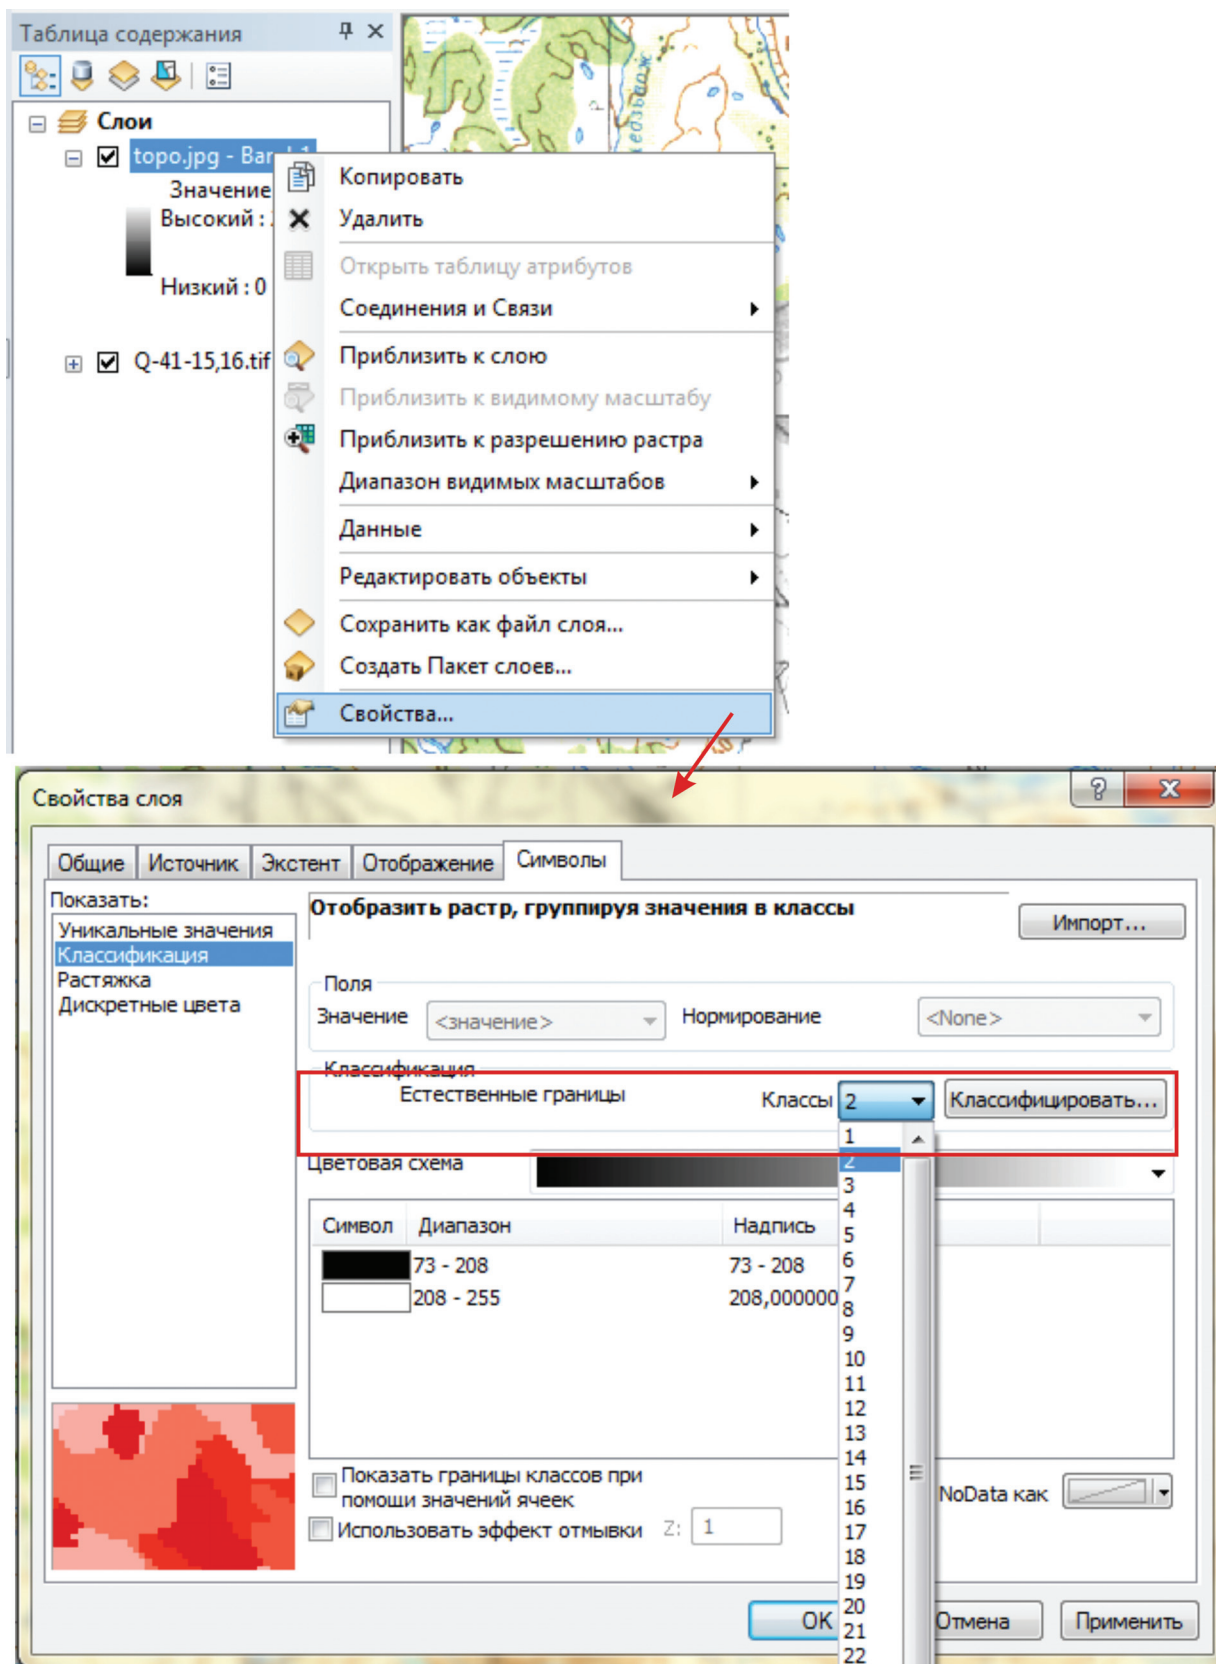 Таблица содержания
Слои
topo.jpg - Ban
Значение
Высокий :
Низкий : 0
Q-41-15,16.tif
Копировать
Удалить
Открыть таблицу атрибутов
Соединения и Связи
Приблизить к слою
Приблизить к видимому масштабу
Приблизить к разрешению растра
Диапазон видимых масштабов
Данные
Редактировать объекты
Сохранить как файл слоя...
Создать Пакет слоев...
Свойства...
Свойства слоя
Общие Источник Экстент Отображение Символы
Показать:
Уникальные значения
Классификация
Растяжка
Дискретные цвета
Отобразить растр, группируя значения в классы
Импорт...
Поля
Значение <значение> Нормирование <None>
Классификация
Естественные границы Классы 2 Классифицировать...
Цветовая схема
Символ Диапазон Надпись
73 - 208 73 - 208
208 - 255 208,000000
1
2
3
4
5
6
7
8
9
10
11
12
13
14
15
16
17
18
19
20
21
22
Показать границы классов при
помощи значений ячеек
Использовать эффект отмывки Z: 1
NoData как
OK Отмена Применить